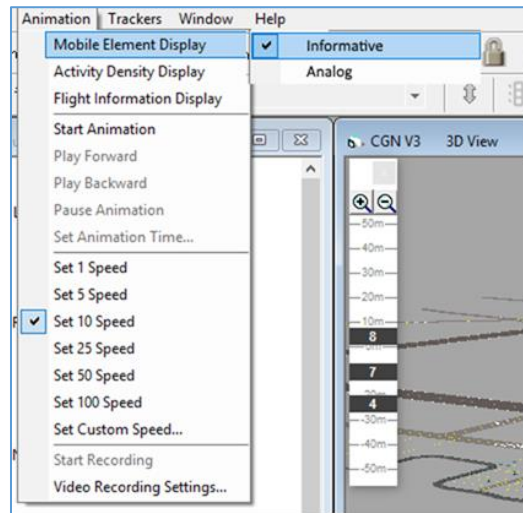 Animation Trackers Window Help
Mobile Element Display
Informative
Analog
Activity Density Display
Flight Information Display
Start Animation
Play Forward
Play Backward
Pause Animation
Set Animation Time...
Set 1 Speed
Set 5 Speed
Set 10 Speed
Set 25 Speed
Set 50 Speed
Set 100 Speed
Set Custom Speed...
Start Recording
Video Recording Settings...
CGN V3 3D View
50m
40m
30m
20m
10m
8
7
4
-30m
-40m
-50m